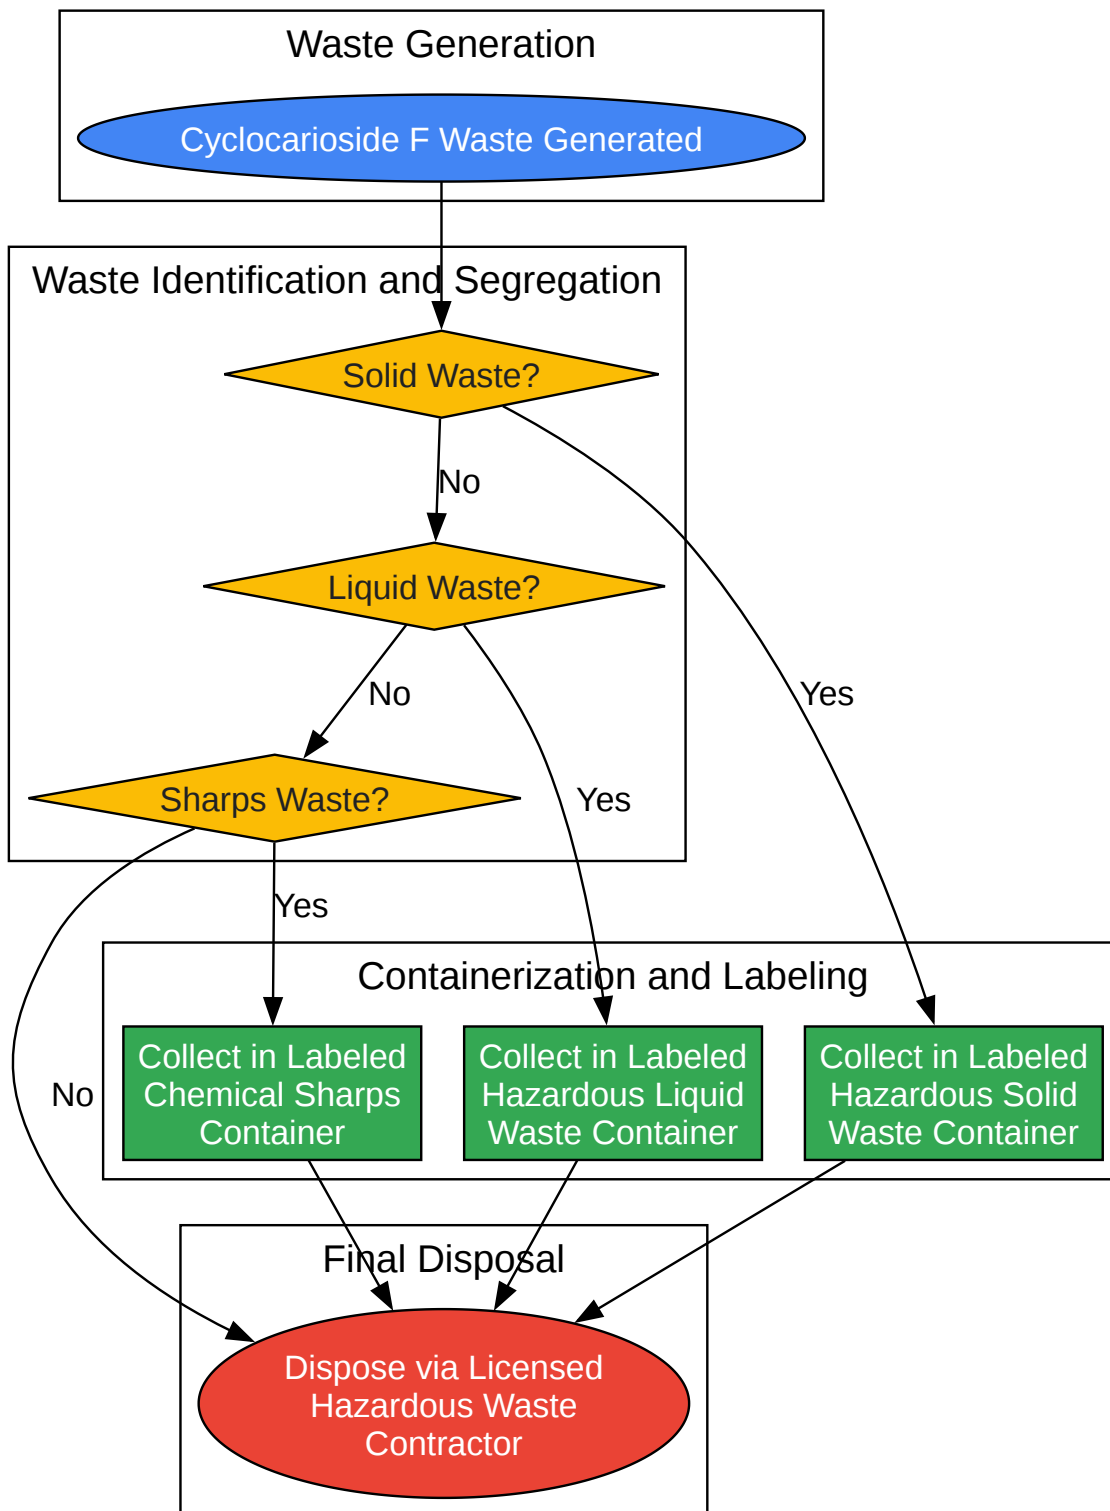 Waste Generation
Cyclocarioside F Waste Generated
Waste Identification and Segregation
Solid Waste?
No
Liquid Waste?
No
Yes
Sharps Waste?
Yes
Yes
Containerization and Labeling
Collect in Labeled
Chemical Sharps
Container
Collect in Labeled
Hazardous Liquid
Waste Container
Collect in Labeled
Hazardous Solid
Waste Container
No
Final Disposal
Dispose via Licensed
Hazardous Waste
Contractor